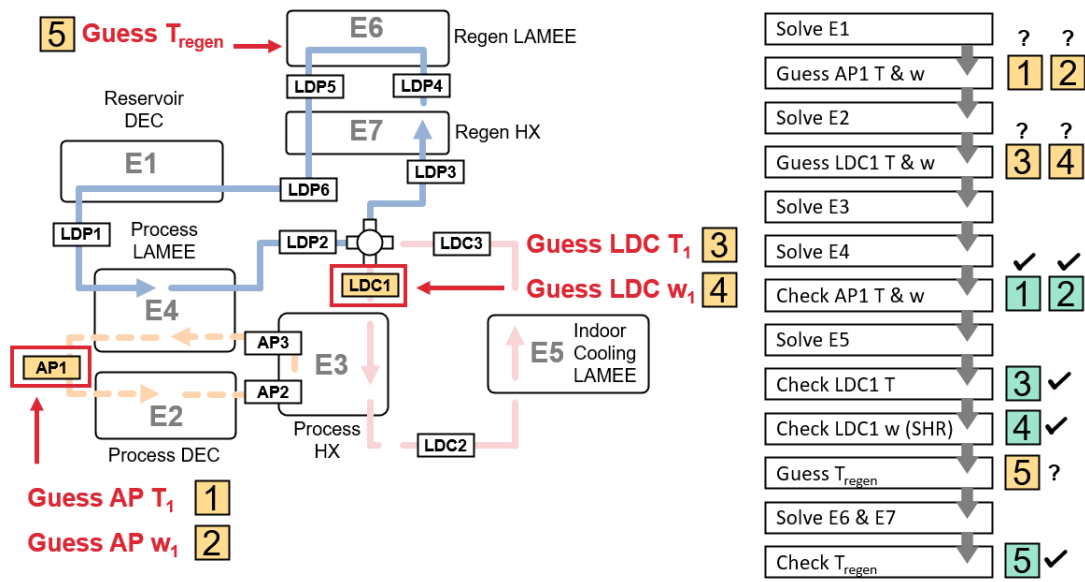 5 Guess Tregen
E6
Regen LAMEE
LDP5
LDP4
Reservoir
DEC
E7
Regen HX
E1
LDP3
LDP6
LDP1
Process
LAMEE
LDP2
LDC3
Guess LDC T1 3
LDC1
Guess LDC w1 4
E4
AP3
E3
E5
Indoor
Cooling
LAMEE
AP1
AP2
E2
Process DEC
Process
HX
LDC2
Guess AP T1 1
Guess AP w1 2
Solve E1
? ?
Guess AP1 T & w 1 2
Solve E2
? ?
Guess LDC1 T & w 3 4
Solve E3
Solve E4
✓ ✓
Check AP1 T & w 1 2
Solve E5
Check LDC1 T 3 ✓
Check LDC1 w (SHR) 4 ✓
Guess Tregen 5 ?
Solve E6 & E7
Check Tregen 5 ✓